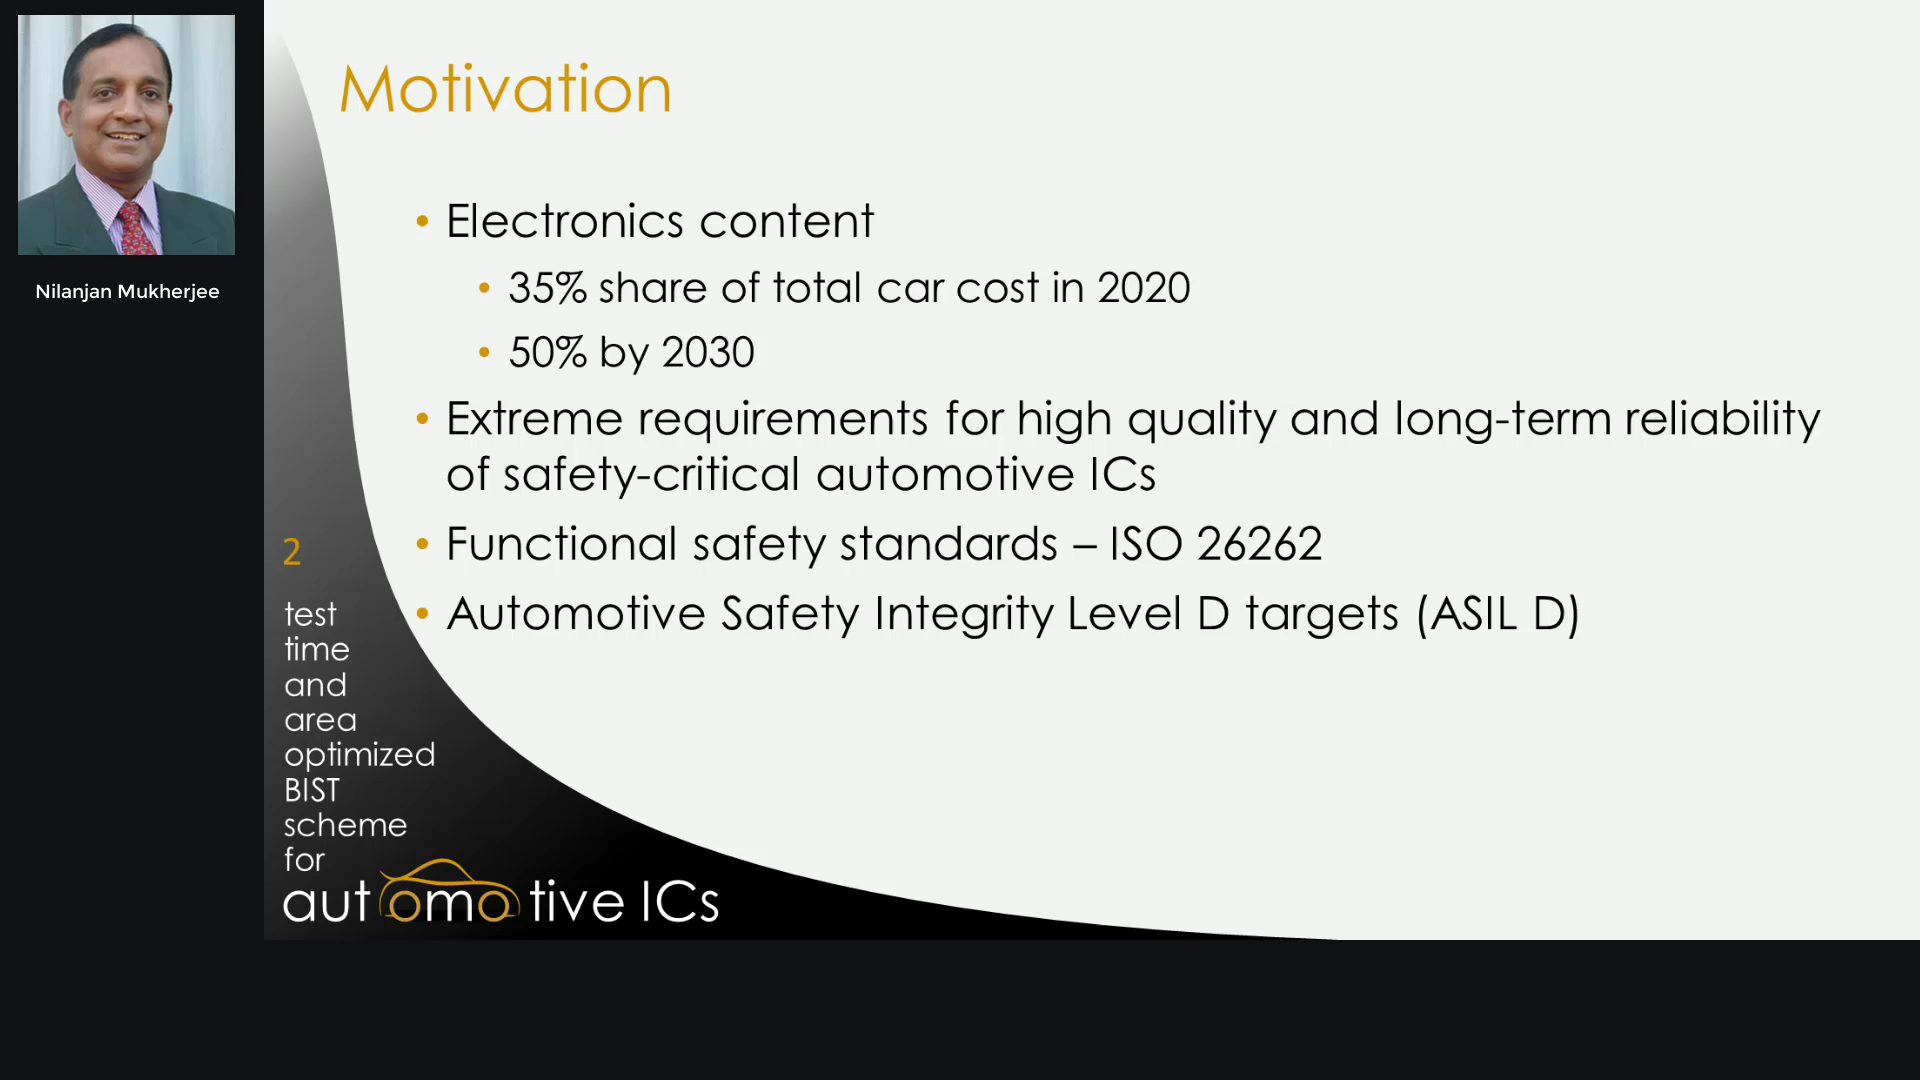 Nilanjan Mukherjee
Motivation
• Electronics content
• 35% share of total car cost in 2020
• 50% by 2030
• Extreme requirements for high quality and long-term reliability
of safety-critical automotive ICs
• Functional safety standards – ISO 26262
• Automotive Safety Integrity Level D targets (ASIL D)
2
test
time
and
area
optimized
BIST
scheme
for
automotive ICs